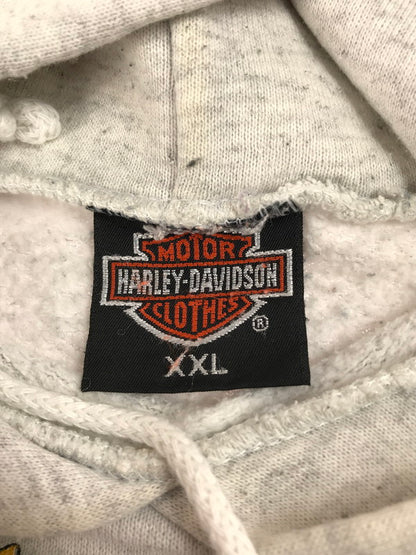 MOTOR
HARLEY-DAVIDSON
CLOTHES
®
XXL